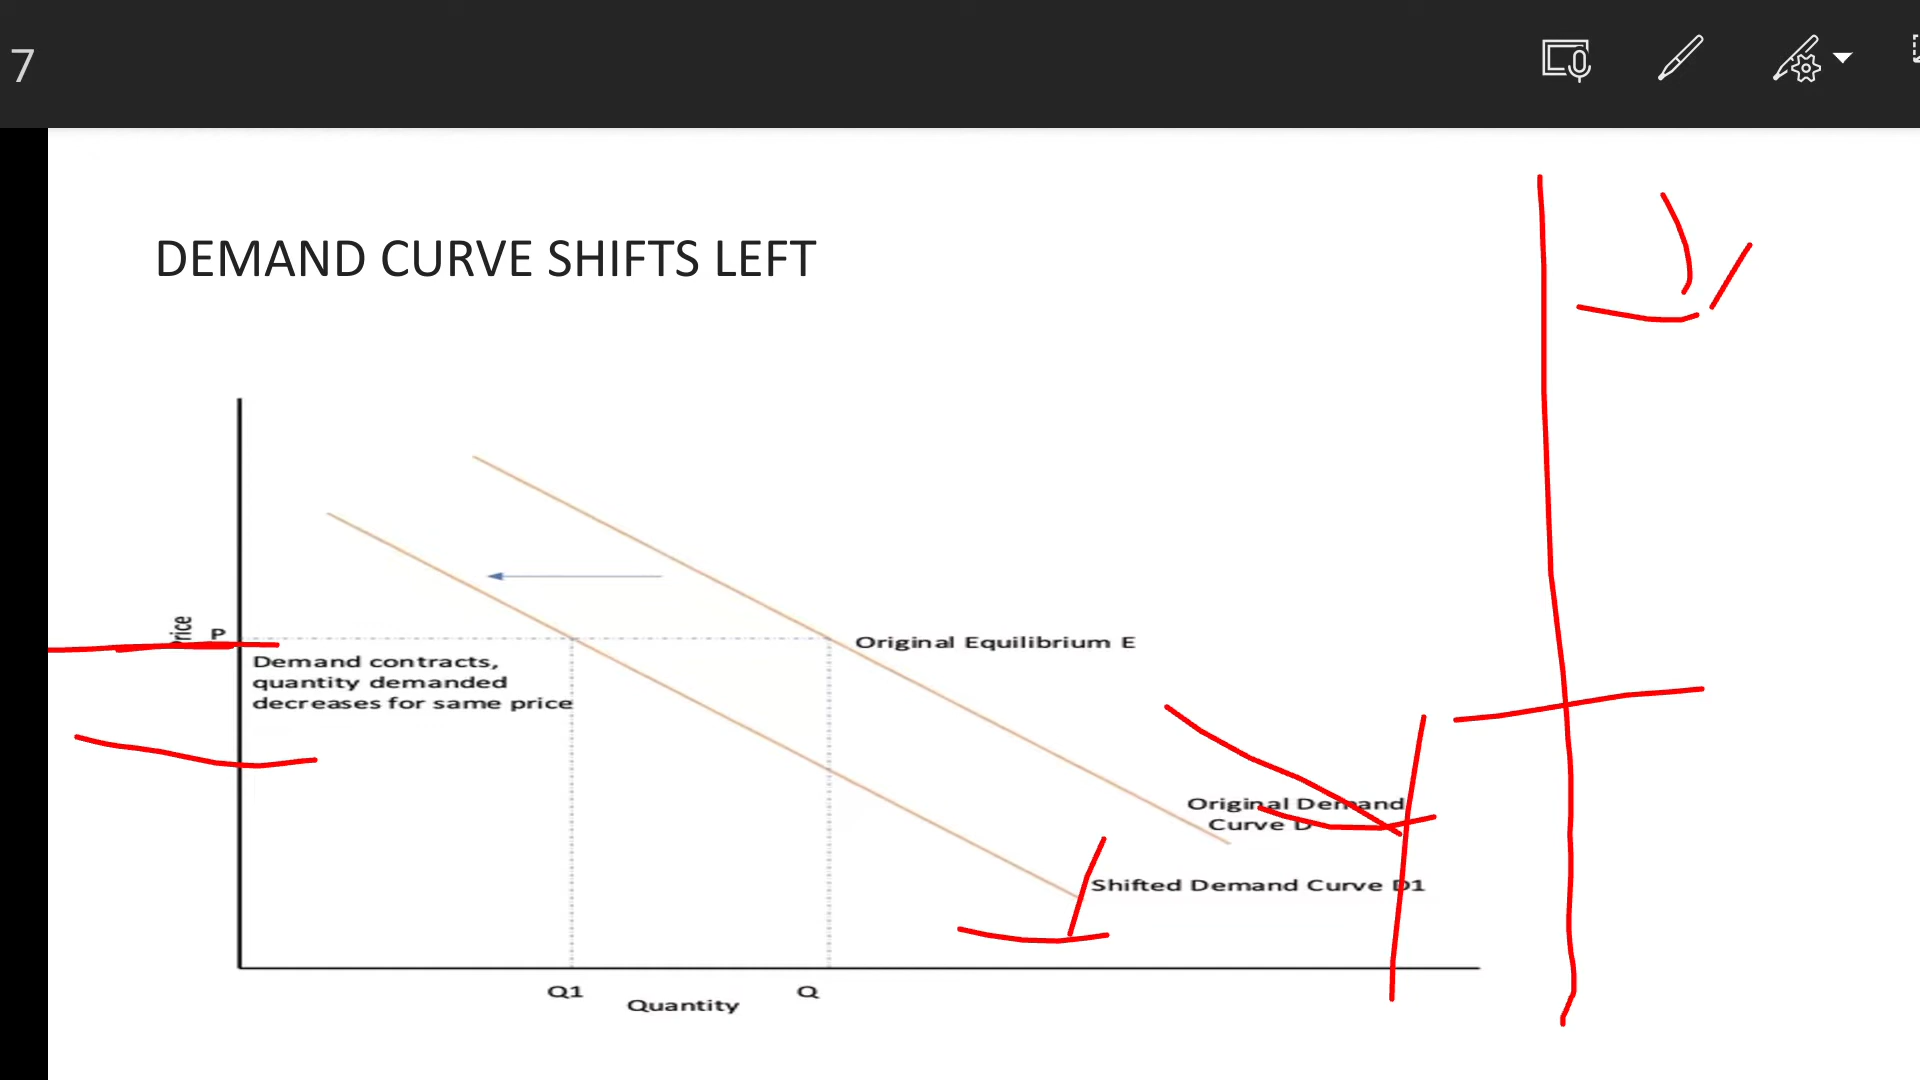 7
DEMAND CURVE SHIFTS LEFT
P
Original Equilibrium E
Demand contracts,
quantity demanded
decreases for same price
Original Demand
Curve D
Shifted Demand Curve D1
Q1
Q
Quantity